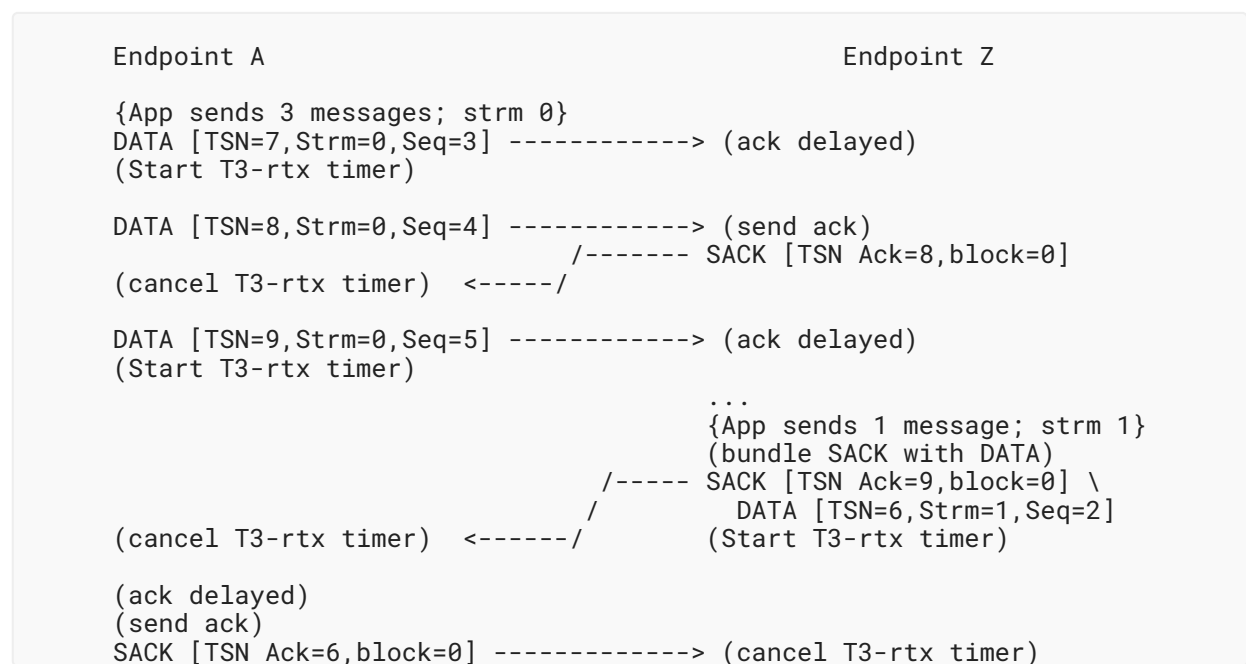 Endpoint A                                      Endpoint Z
{App sends 3 messages; strm 0}
DATA [TSN=7,Strm=0,Seq=3] ------------> (ack delayed)
(Start T3-rtx timer)
DATA [TSN=8,Strm=0,Seq=4] ------------> (send ack)
/------- SACK [TSN Ack=8,block=0]
(cancel T3-rtx timer)  <-----/
DATA [TSN=9,Strm=0,Seq=5] ------------> (ack delayed)
(Start T3-rtx timer)
...
{App sends 1 message; strm 1}
(bundle SACK with DATA)
/----- SACK [TSN Ack=9,block=0] \
/         DATA [TSN=6,Strm=1,Seq=2]
(cancel T3-rtx timer)  <------/        (Start T3-rtx timer)
(ack delayed)
(send ack)
SACK [TSN Ack=6,block=0] -------------> (cancel T3-rtx timer)